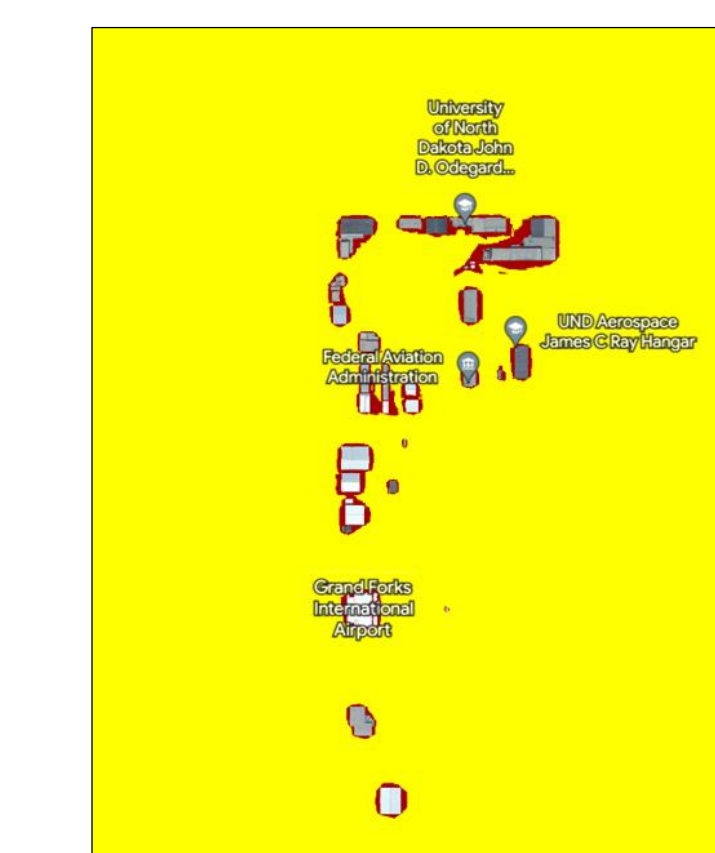 University
of North
Dakota John
D. Odegard...
UND Aerospace
James C Ray Hangar
Federal Aviation
Administration
Grand Forks
International
Airport